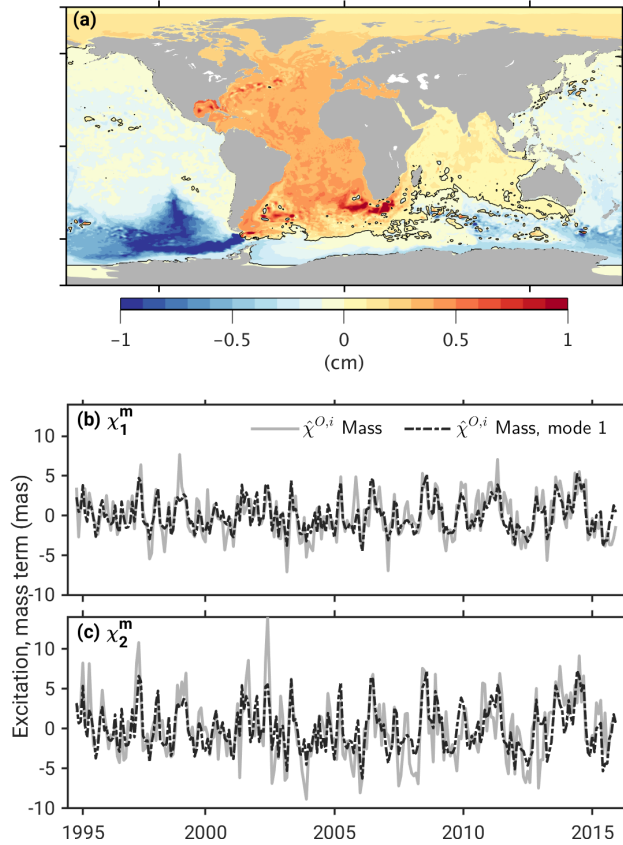 (a)
-1 -0.5 0 0.5 1
(cm)
(b) χ₁ᵐ
χ̂^{O,i} Mass χ̂^{O,i} Mass, mode 1
10
5
0
-5
-10
Excitation, mass term (mas)
(c) χ₂ᵐ
10
5
0
-5
-10
1995 2000 2005 2010 2015